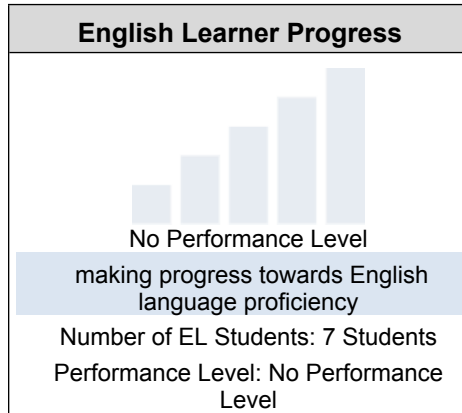 English Learner Progress
No Performance Level
making progress towards English
language proficiency
Number of EL Students: 7 Students
Performance Level: No Performance
Level